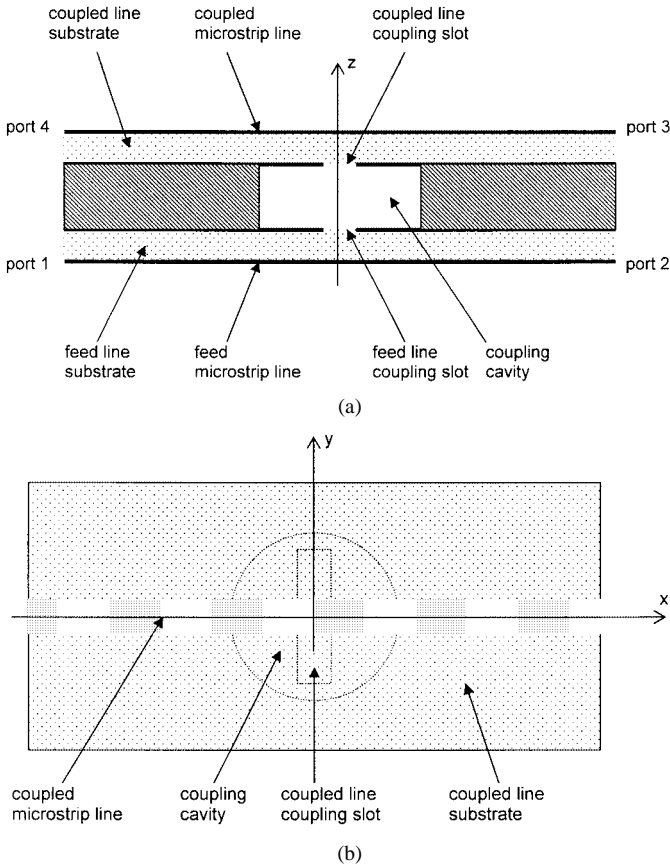 coupled line
substrate
coupled
microstrip line
coupled line
coupling slot
z
port 4
port 3
port 1
port 2
feed line
substrate
feed
microstrip line
feed line
coupling slot
coupling
cavity
(a)
y
x
coupled
microstrip line
coupling
cavity
coupled line
coupling slot
coupled line
substrate
(b)